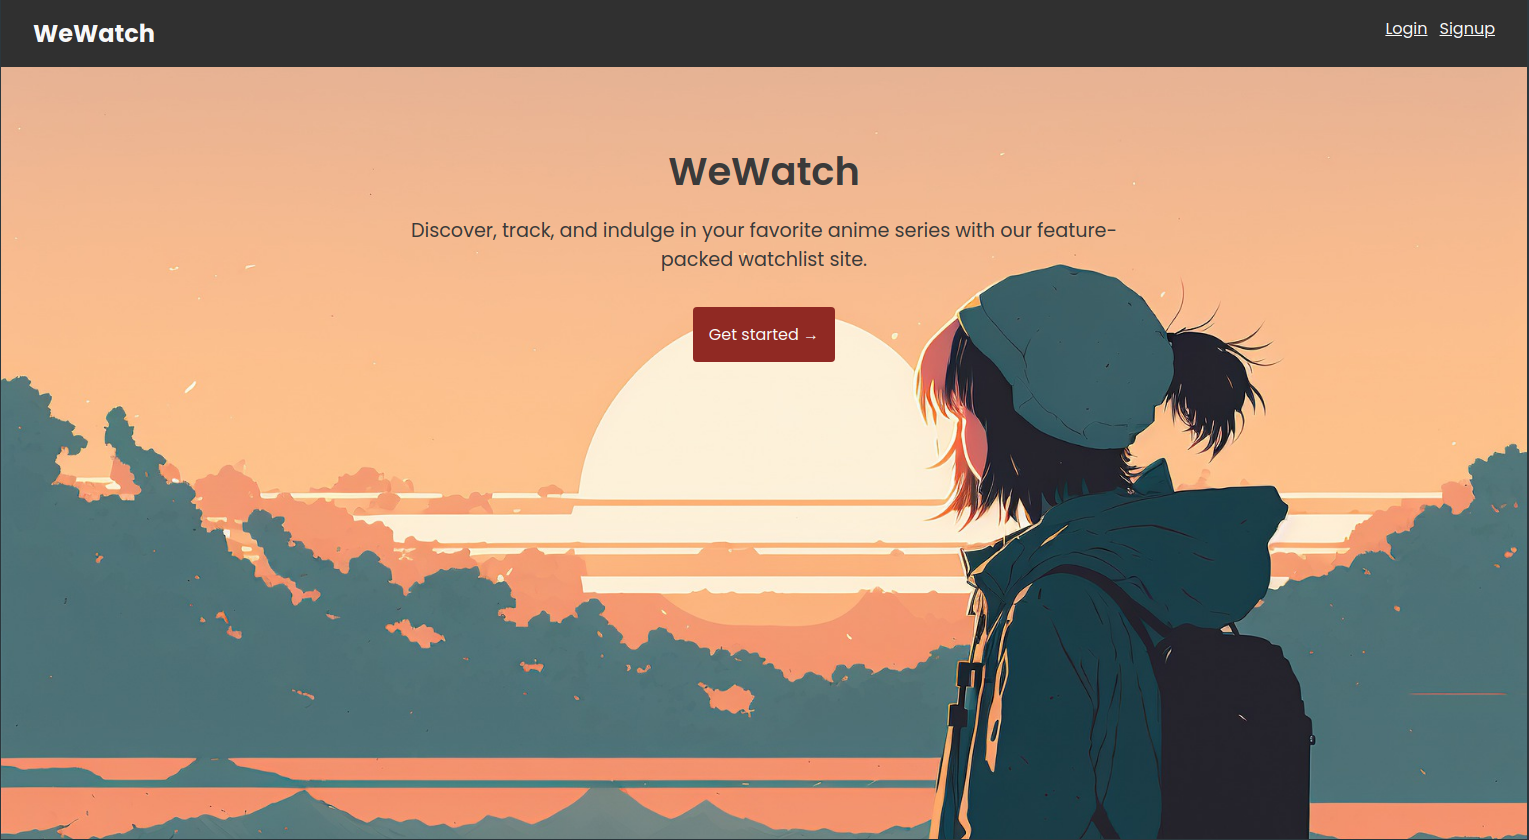 WeWatch
Login Signup
WeWatch
Discover, track, and indulge in your favorite anime series with our feature-
packed watchlist site.
Get started →